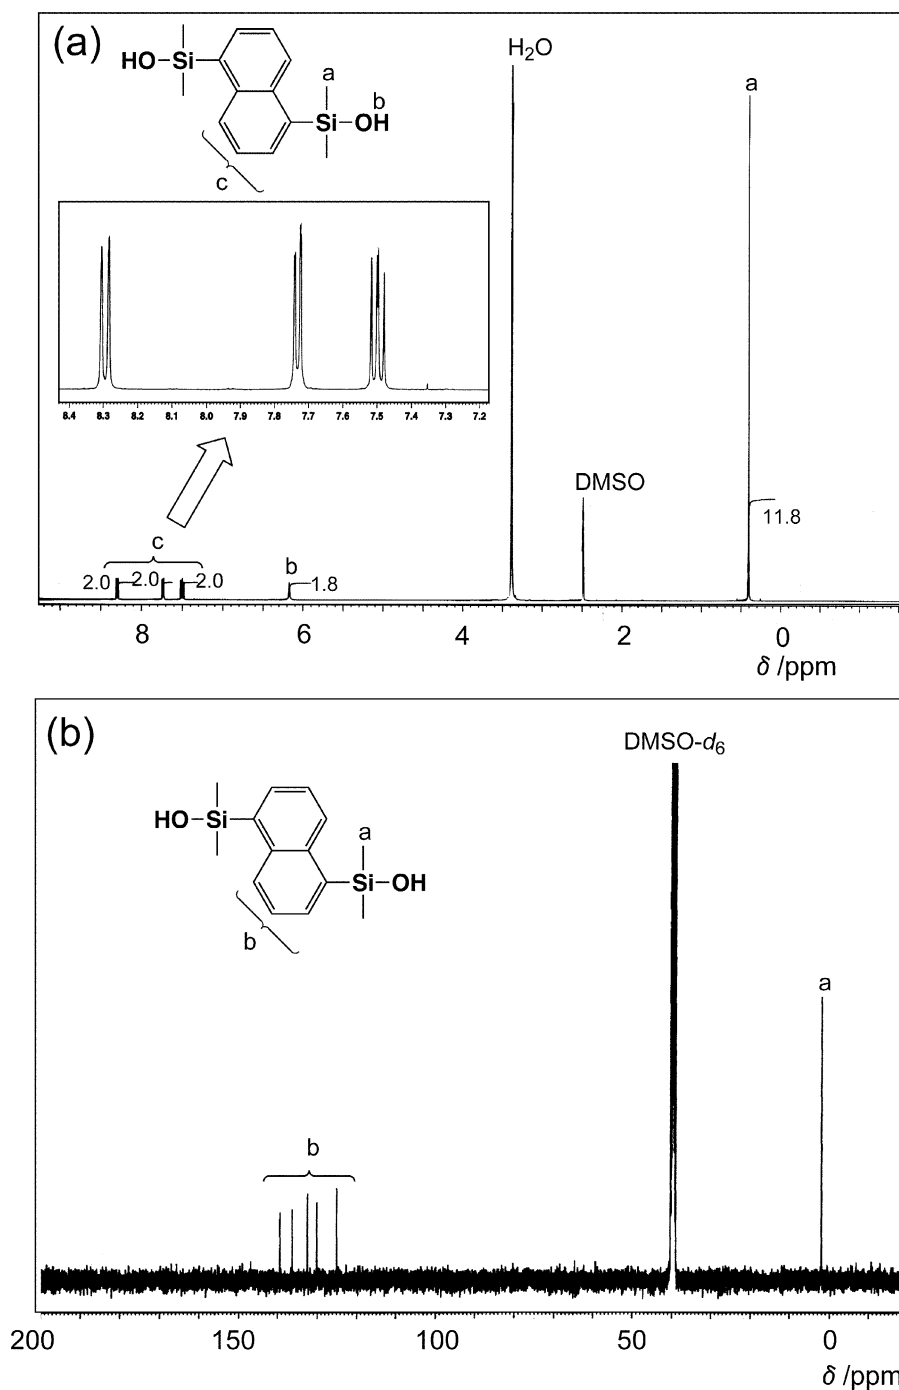 (a)
HO Si
a
b
Si OH
c
H₂O
a
8.4 8.3 8.2 8.1 8.0 7.9 7.8 7.7 7.6 7.5 7.4 7.3 7.2
DMSO
11.8
c
2.0 2.0 2.0
b
1.8
8 6 4 2 0
δ /ppm
(b)
DMSO-d₆
HO Si
a
Si OH
b
a
b
200 150 100 50 0
δ /ppm